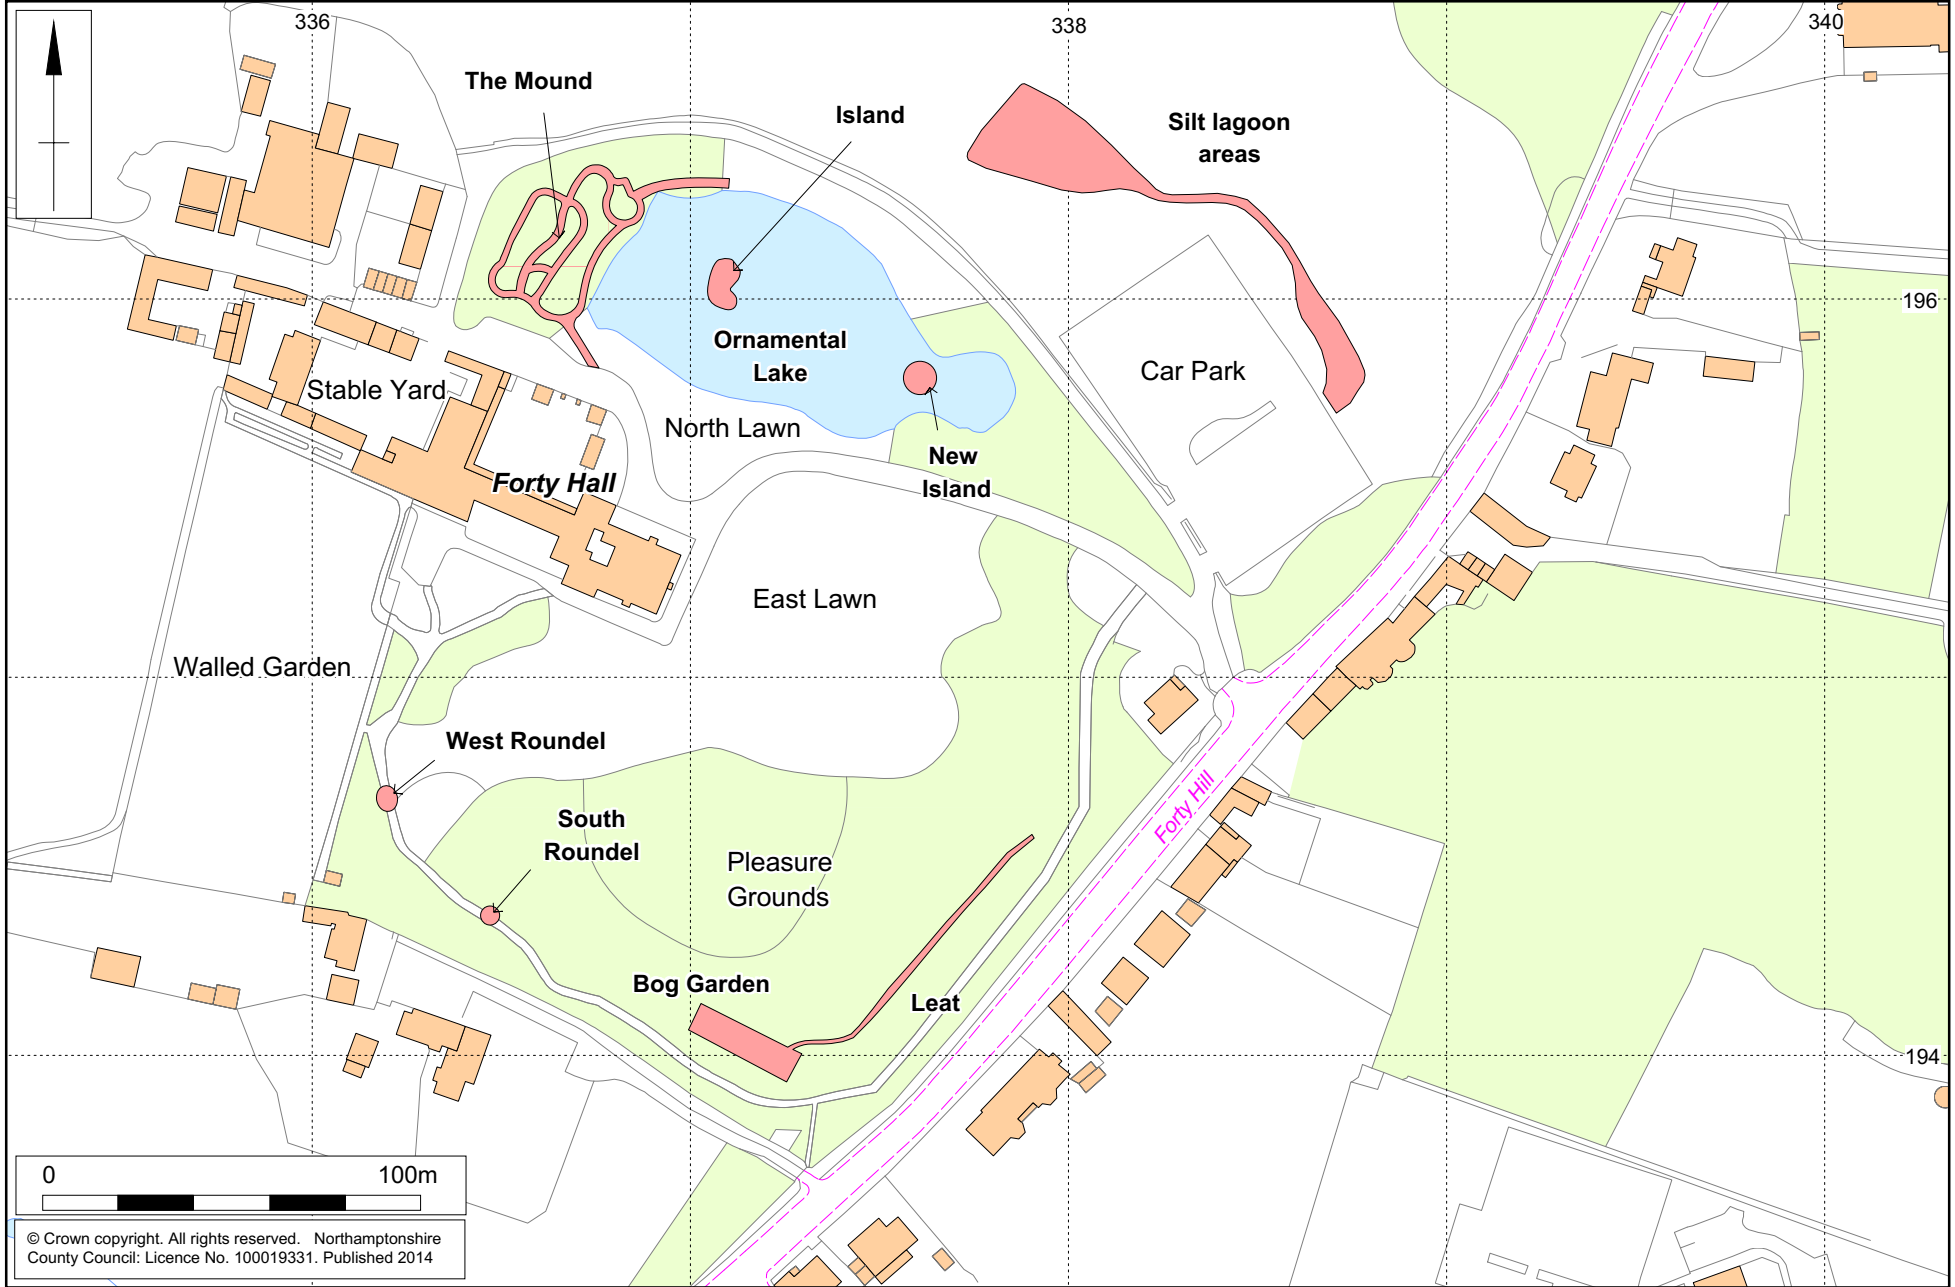 336
338
340
The Mound
Island
Silt lagoon
areas
196
Ornamental
Lake
Car Park
Stable Yard
North Lawn
New
Island
Forty Hall
East Lawn
Walled Garden
West Roundel
South
Roundel
Forty Hill
Pleasure
Grounds
Bog Garden
Leat
194
0 100m
© Crown copyright. All rights reserved. Northamptonshire
County Council: Licence No. 100019331. Published 2014